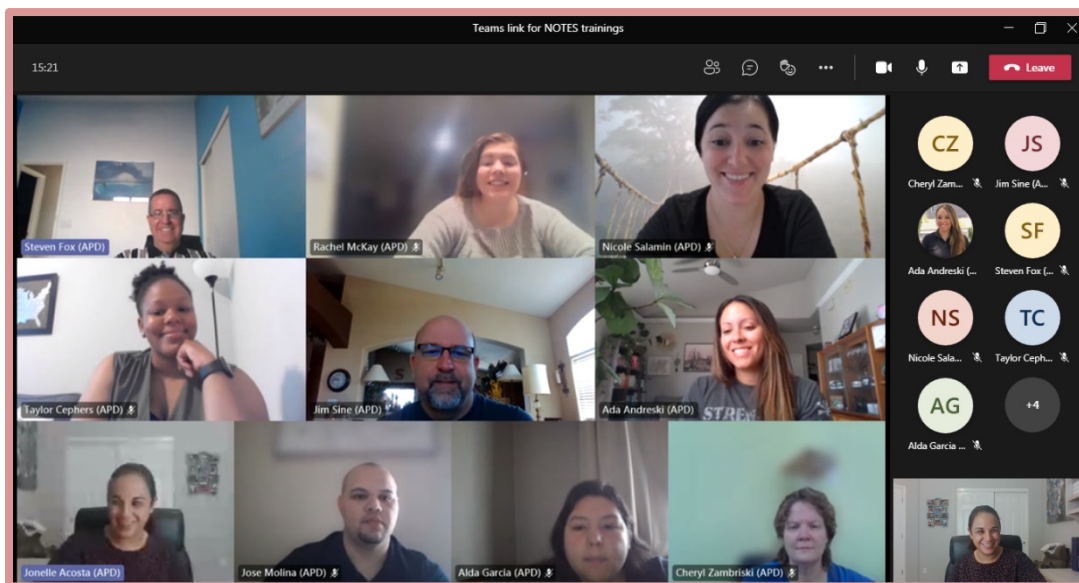 Teams link for NOTES trainings
15:21
Leave
Steven Fox (APD)
Rachel McKay (APD)
Nicole Salamin (APD)
CZ
JS
Cheryl Zam...
Jim Sine (A...
SF
Ada Andreski (...
Steven Fox (...
Taylor Cephers (APD)
Jim Sine (APD)
Ada Andreski (APD)
NS
TC
Nicole Sala...
Taylor Ceph...
AG
+4
Alda Garcia ...
Jonelle Acosta (APD)
Jose Molina (APD)
Alda Garcia (APD)
Cheryl Zambriski (APD)